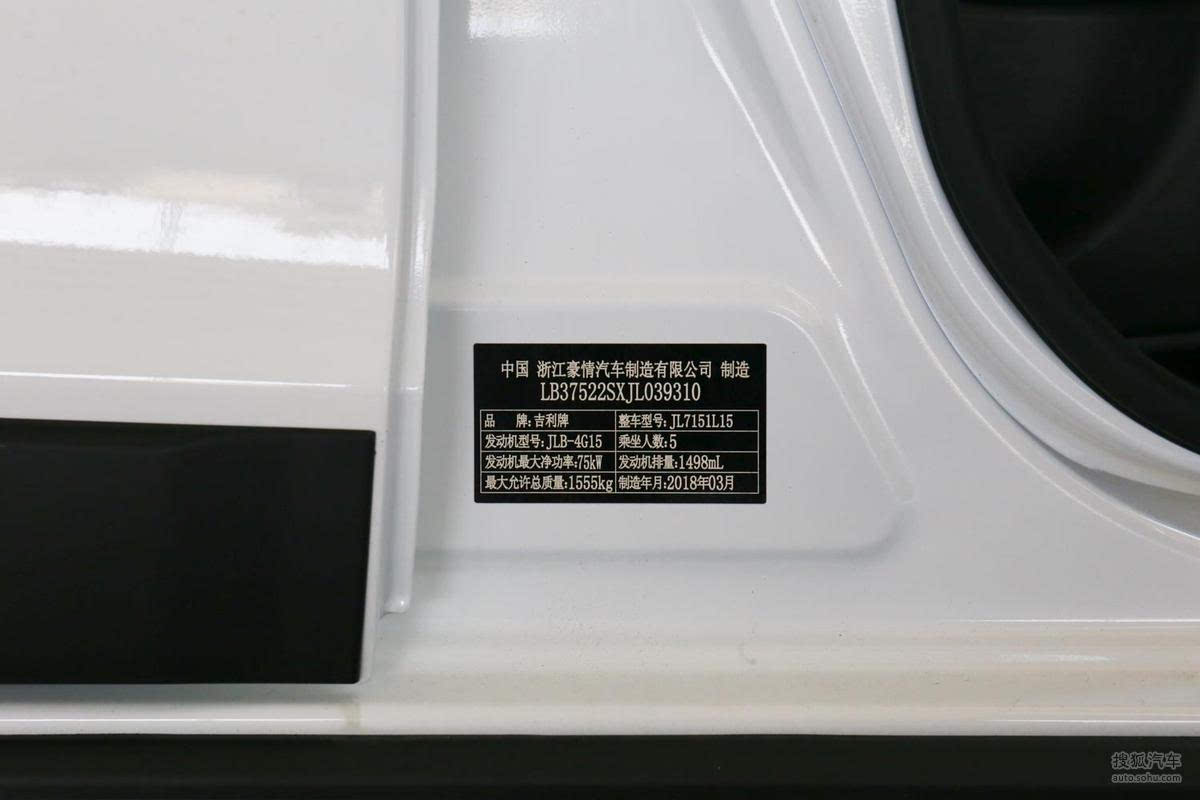 中国 浙江豪情汽车制造有限公司 制造
LB37522SXJL039310
品 牌:吉利牌 整车型号:JL7151L15
发动机型号:JLB-4G15 乘坐人数:5
发动机最大净功率:75kW 发动机排量:1498mL
最大允许总质量:1555kg 制造年月:2018年03月
搜狐汽车
auto.sohu.com